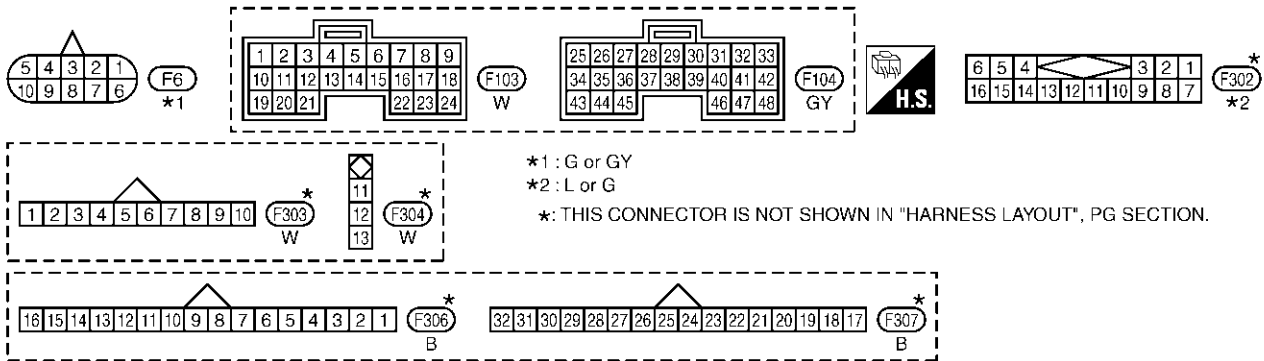 5 4 3 2 1
10 9 8 7 6
F6
*1
1 2 3 4 5 6 7 8 9
10 11 12 13 14 15 16 17 18
19 20 21 22 23 24
F103
W
25 26 27 28 29 30 31 32 33
34 35 36 37 38 39 40 41 42
43 44 45 46 47 48
F104
GY
H.S.
6 5 4 3 2 1
16 15 14 13 12 11 10 9 8 7
*
F302
*2
1 2 3 4 5 6 7 8 9 10
*
F303
W
11
12
13
*
F304
W
*1 : G or GY
*2 : L or G
*: THIS CONNECTOR IS NOT SHOWN IN "HARNESS LAYOUT", PG SECTION.
16 15 14 13 12 11 10 9 8 7 6 5 4 3 2 1
*
F306
B
32 31 30 29 28 27 26 25 24 23 22 21 20 19 18 17
*
F307
B